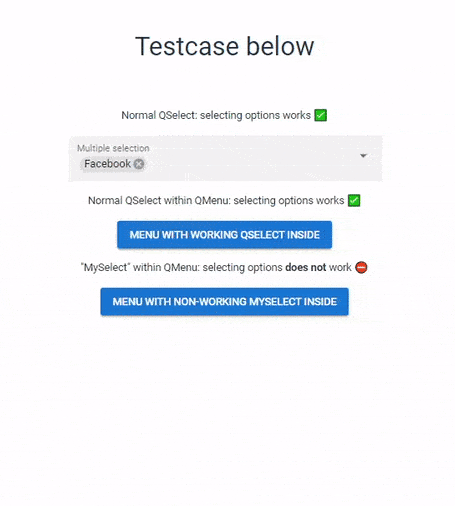 Testcase below
Normal QSelect: selecting options works ✅
Multiple selection
Facebook
Normal QSelect within QMenu: selecting options works ✅
MENU WITH WORKING QSELECT INSIDE
"MySelect" within QMenu: selecting options does not work ⛔
MENU WITH NON-WORKING MYSELECT INSIDE